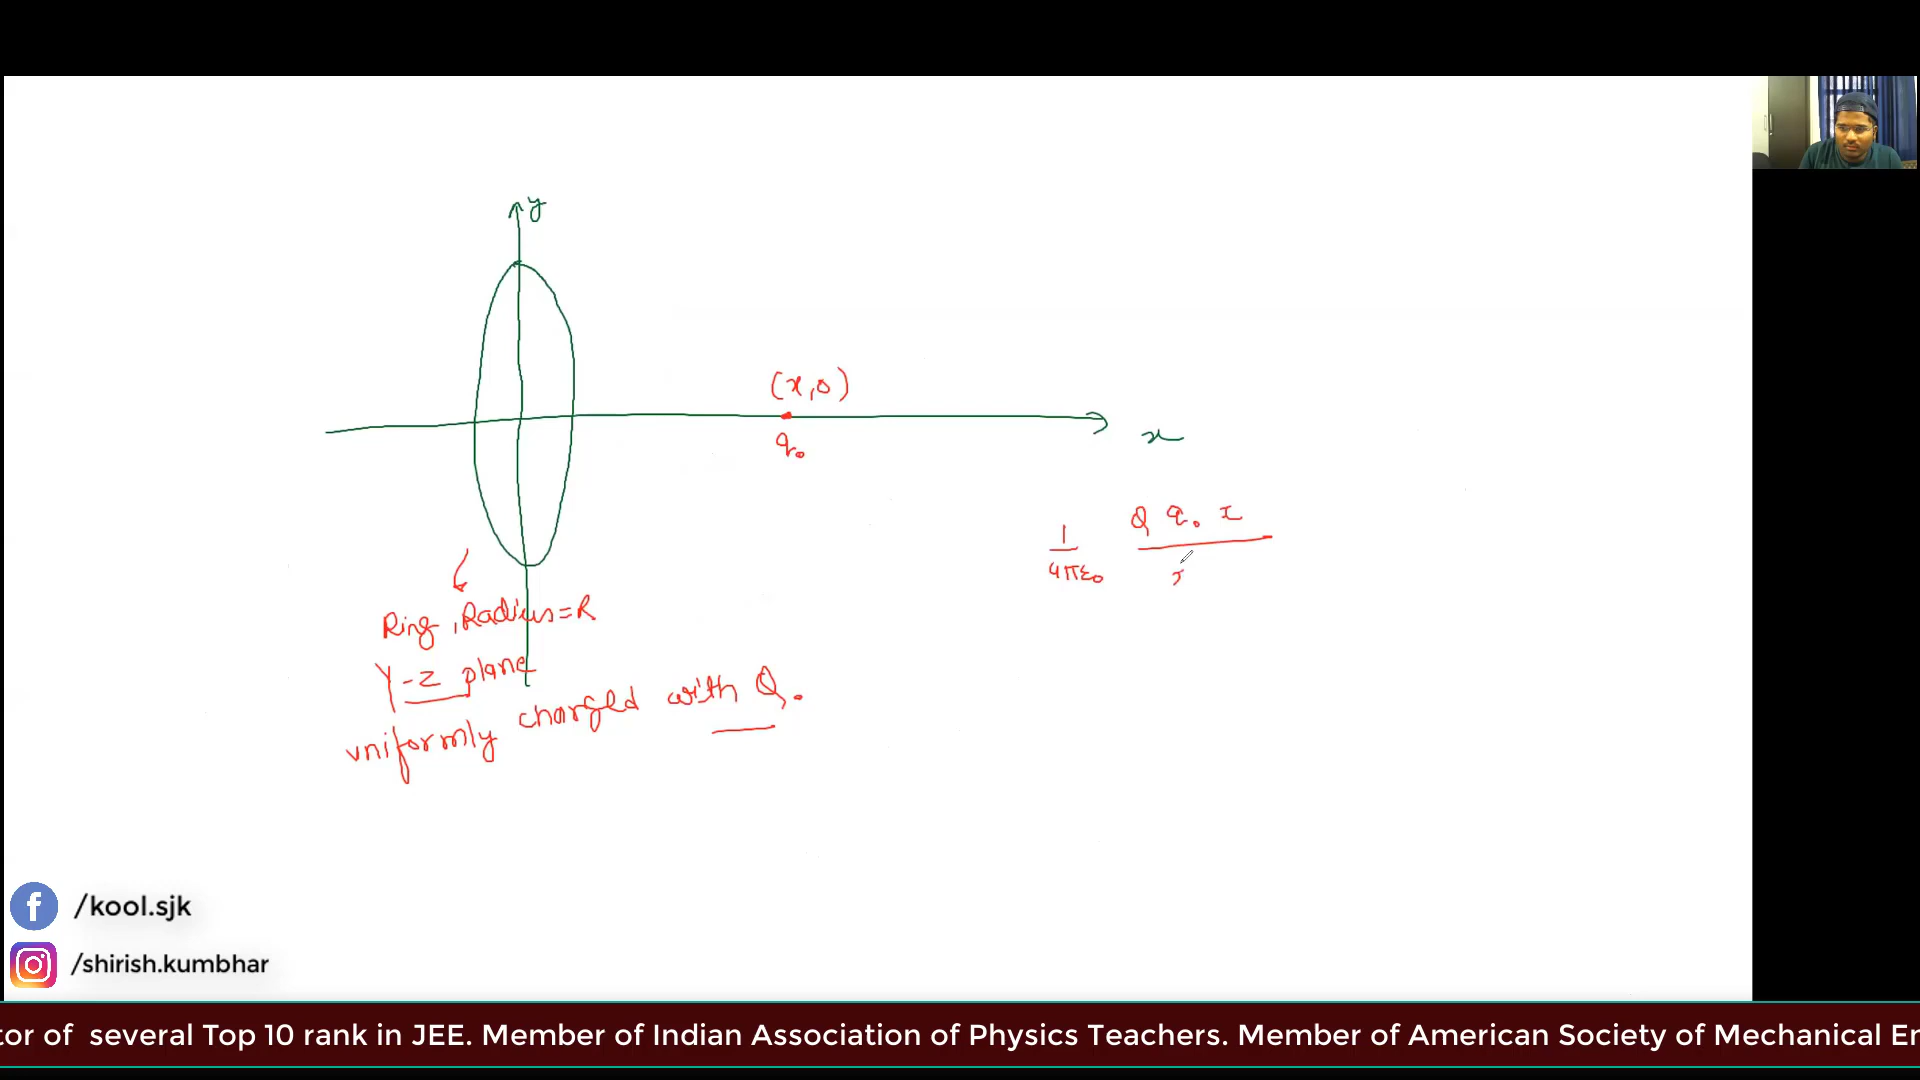 y
(x,0)
q₀
x
1 Q q₀ x
4πε₀
Ring, Radius=R
Y-Z plane
uniformly charged with Q.
/kool.sjk
/shirish.kumbhar
tor of several Top 10 rank in JEE. Member of Indian Association of Physics Teachers. Member of American Society of Mechanical En